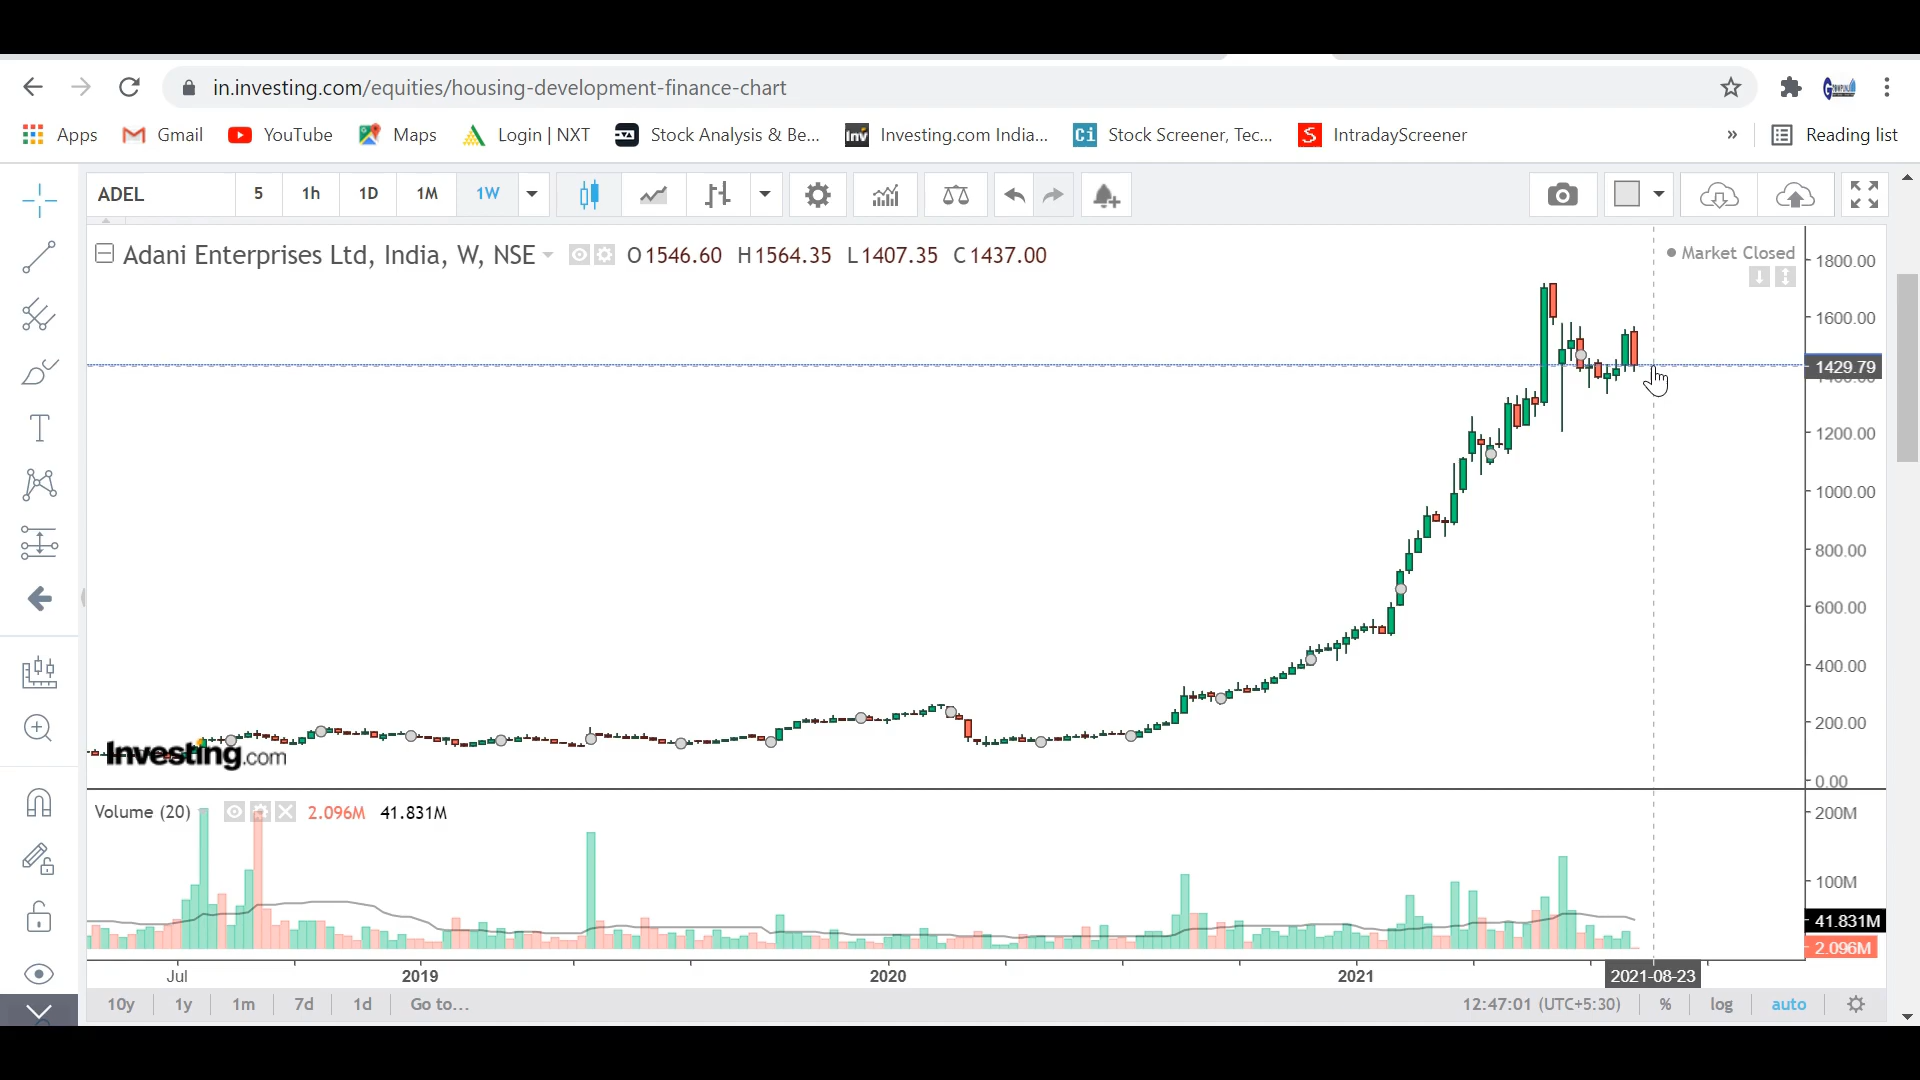 in.investing.com/equities/housing-development-finance-chart
Apps Gmail YouTube Maps Login | NXT Stock Analysis & Be... Investing.com India... Stock Screener, Tec... IntradayScreener » Reading list
ADEL 5 1h 1D 1M 1W
Adani Enterprises Ltd, India, W, NSE O1546.60 H1564.35 L1407.35 C1437.00
Market Closed
1800.00
1600.00
1429.79
1200.00
1000.00
800.00
600.00
400.00
200.00
0.00
Investing.com
Volume (20) 2.096M 41.831M
200M
100M
41.831M
2.096M
Jul 2019 2020 2021 2021-08-23
10y 1y 1m 7d 1d Go to... 12:47:01 (UTC+5:30) % log auto